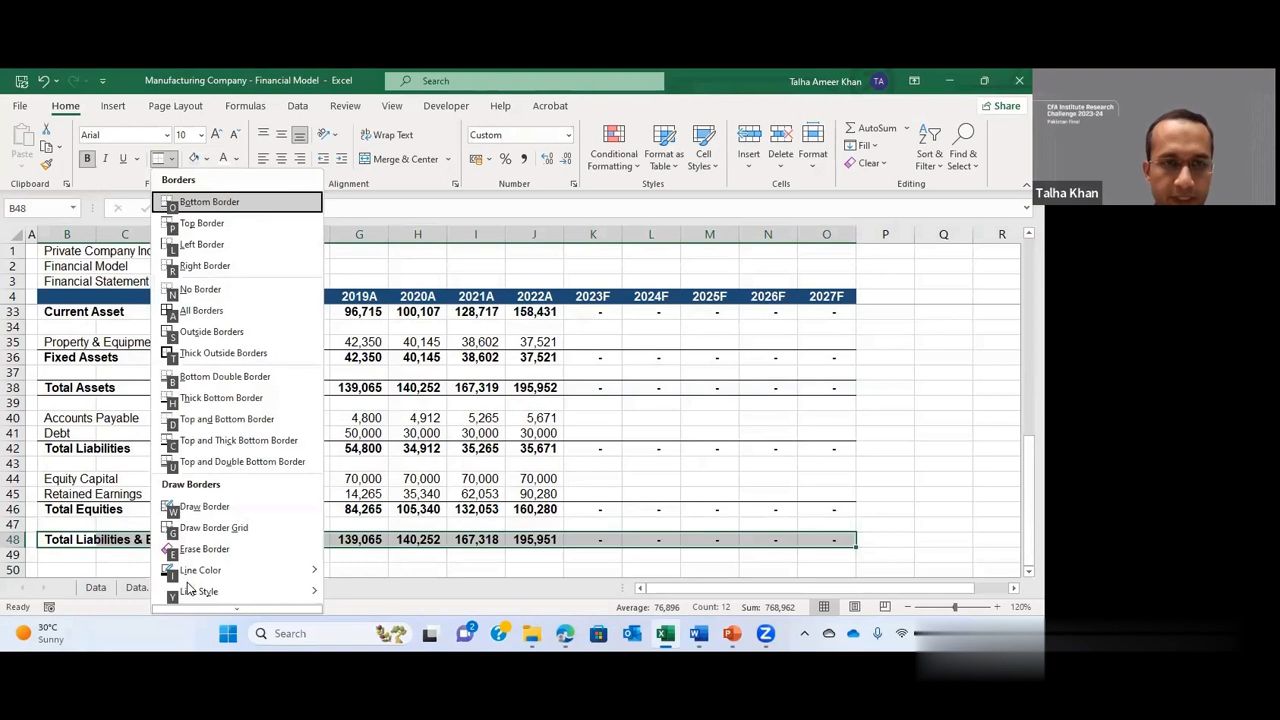 Manufacturing Company - Financial Model - Excel
Search
Talha Ameer Khan TA
File Home Insert Page Layout Formulas Data Review View Developer Help Acrobat Share
Paste Arial 10 Wrap Text Custom Conditional Formatting Format as Table Cell Styles Insert Delete Format AutoSum Sort & Filter Find & Select
B I U A Merge & Center % Fill
Clear
Clipboard Alignment Number Styles Cells Editing
B48
A B C G H I J K L M N O P Q R
1 Private Company Inc
2 Financial Model
3 Financial Statement
4 2019A 2020A 2021A 2022A 2023F 2024F 2025F 2026F 2027F
33 Current Asset 96,715 100,107 128,717 158,431 - - - - -
34
35 Property & Equipme 42,350 40,145 38,602 37,521
36 Fixed Assets 42,350 40,145 38,602 37,521 - - - - -
37
38 Total Assets 139,065 140,252 167,319 195,952 - - - - -
39
40 Accounts Payable 4,800 4,912 5,265 5,671
41 Debt 50,000 30,000 30,000 30,000
42 Total Liabilities 54,800 34,912 35,265 35,671 - - - - -
43
44 Equity Capital 70,000 70,000 70,000 70,000
45 Retained Earnings 14,265 35,340 62,053 90,280
46 Total Equities 84,265 105,340 132,053 160,280 - - - - -
47
48 Total Liabilities & E 139,065 140,252 167,318 195,951 - - - - -
49
50
Borders
O Bottom Border
P Top Border
L Left Border
R Right Border
N No Border
A All Borders
S Outside Borders
T Thick Outside Borders
B Bottom Double Border
H Thick Bottom Border
D Top and Bottom Border
C Top and Thick Bottom Border
U Top and Double Bottom Border
Draw Borders
W Draw Border
G Draw Border Grid
E Erase Border
I Line Color
Y Style
Data Data.
Ready Average: 76,896 Count: 12 Sum: 768,962 120%
30°C
Sunny
Search
2
CFA Institute Research
Challenge 2023-24
Pakistan Final
Talha Khan